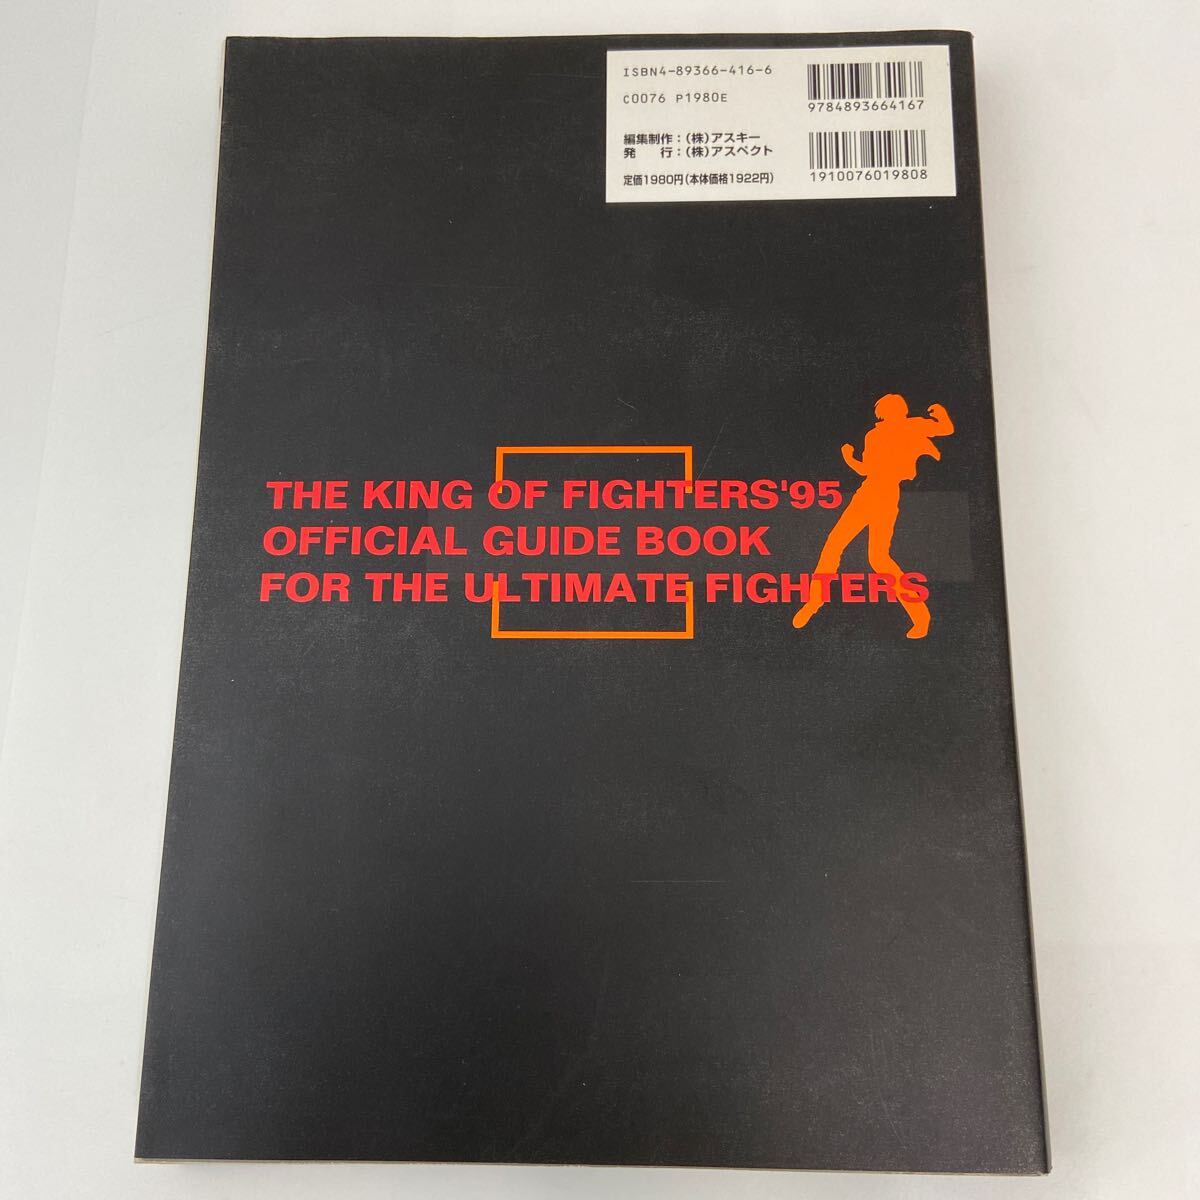 ISBN4-89366-416-6
C0076 P1980E
9784893664167
編集制作：(株)アスキー
発　行：(株)アスペクト
定価1980円(本体価格1922円)
1910076019808
THE KING OF FIGHTERS'95
OFFICIAL GUIDE BOOK
FOR THE ULTIMATE FIGHTERS